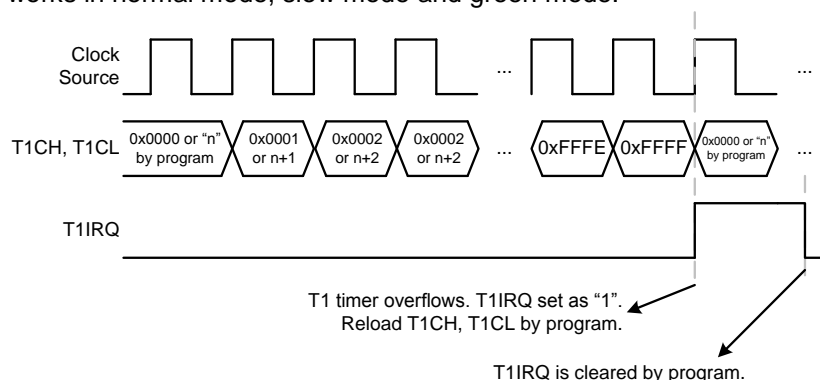 works in normal mode, slow mode and green mode.
Clock
Source
...
...
T1CH, T1CL
0x0000 or “n”
by program
0x0001
or n+1
0x0002
or n+2
0x0002
or n+2
...
0xFFFE
0xFFFF
0x0000 or “n”
by program
...
T1IRQ
T1 timer overflows. T1IRQ set as “1”.
Reload T1CH, T1CL by program.
T1IRQ is cleared by program.